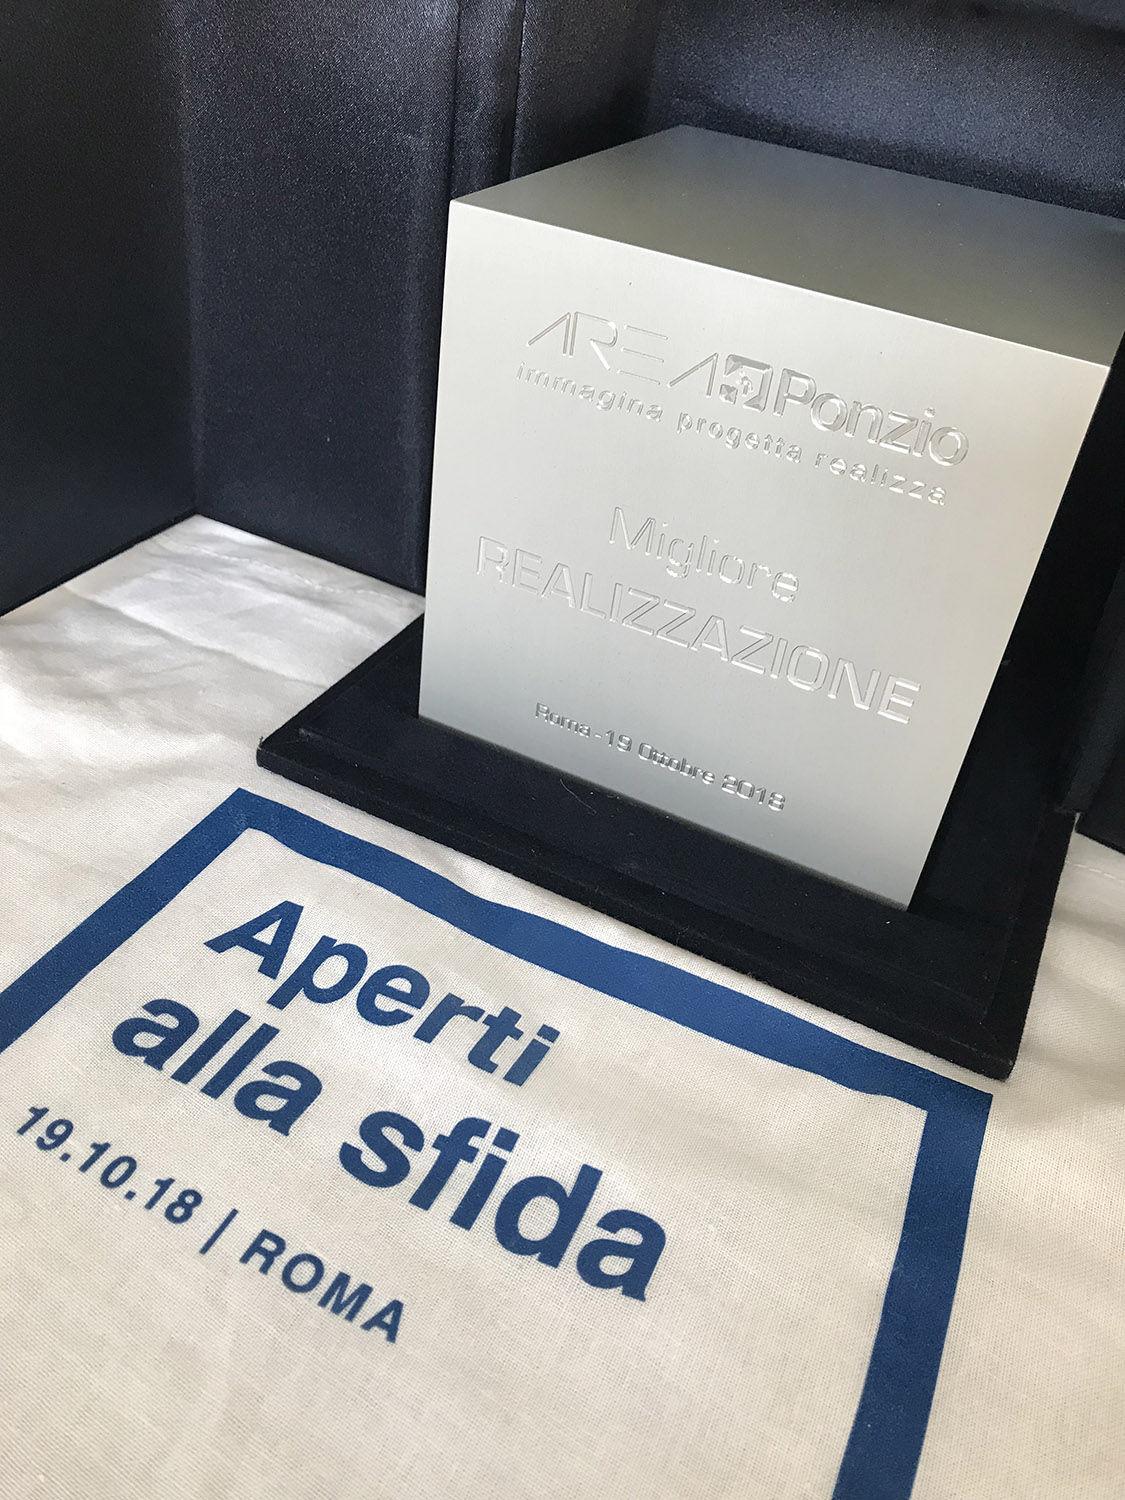 AREA Ponzio
immagina progetta realizza
Migliore
REALIZZAZIONE
Roma - 19 Ottobre 2018
Aperti
alla sfida
19.10.18 | ROMA